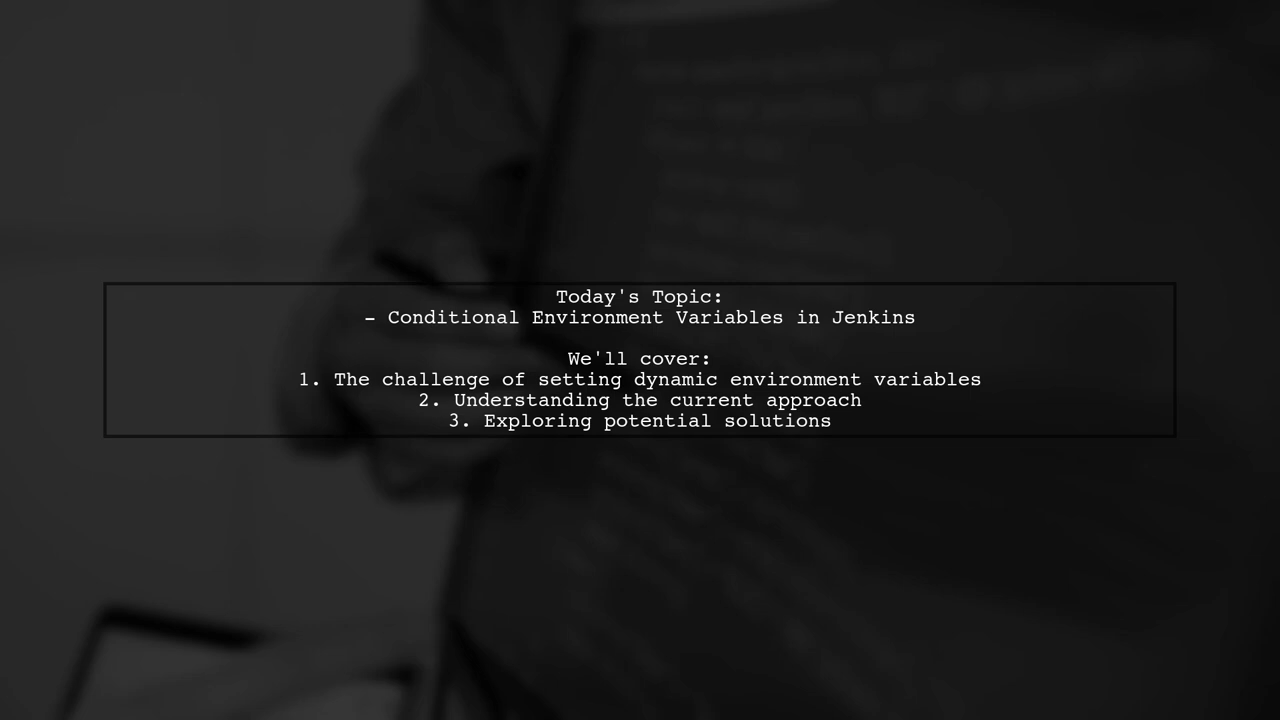 Today's Topic:
– Conditional Environment Variables in Jenkins
We'll cover:
1. The challenge of setting dynamic environment variables
2. Understanding the current approach
3. Exploring potential solutions